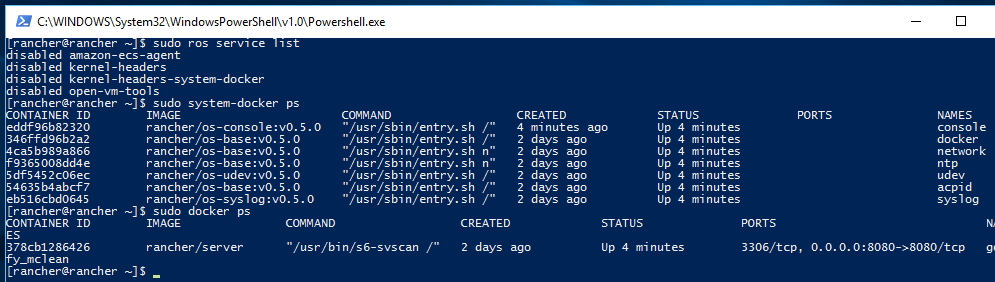 C:\WINDOWS\System32\WindowsPowerShell\v1.0\Powershell.exe
[rancher@rancher ~]$ sudo ros service list
disabled amazon-ecs-agent
disabled kernel-headers
disabled kernel-headers-system-docker
disabled open-vm-tools
[rancher@rancher ~]$ sudo system-docker ps
CONTAINER ID IMAGE COMMAND CREATED STATUS PORTS NAMES
eddf96b82320 rancher/os-console:v0.5.0 "/usr/sbin/entry.sh /" 4 minutes ago Up 4 minutes console
346ffd96b2a2 rancher/os-base:v0.5.0 "/usr/sbin/entry.sh /" 2 days ago Up 4 minutes docker
4ca5b989a866 rancher/os-base:v0.5.0 "/usr/sbin/entry.sh n" 2 days ago Up 4 minutes network
f9365008dd4e rancher/os-base:v0.5.0 "/usr/sbin/entry.sh n" 2 days ago Up 4 minutes ntp
5df5452c06ec rancher/os-udev:v0.5.0 "/usr/sbin/entry.sh /" 2 days ago Up 4 minutes udev
54635b4abcf7 rancher/os-base:v0.5.0 "/usr/sbin/entry.sh /" 2 days ago Up 4 minutes acpid
eb516cbd0645 rancher/os-syslog:v0.5.0 "/usr/sbin/entry.sh /" 2 days ago Up 4 minutes syslog
[rancher@rancher ~]$ sudo docker ps
CONTAINER ID IMAGE COMMAND CREATED STATUS PORTS NAM
ES
378cb1286426 rancher/server "/usr/bin/s6-svscan /" 2 days ago Up 4 minutes 3306/tcp, 0.0.0.0:8080->8080/tcp goo
fy_mclean
[rancher@rancher ~]$